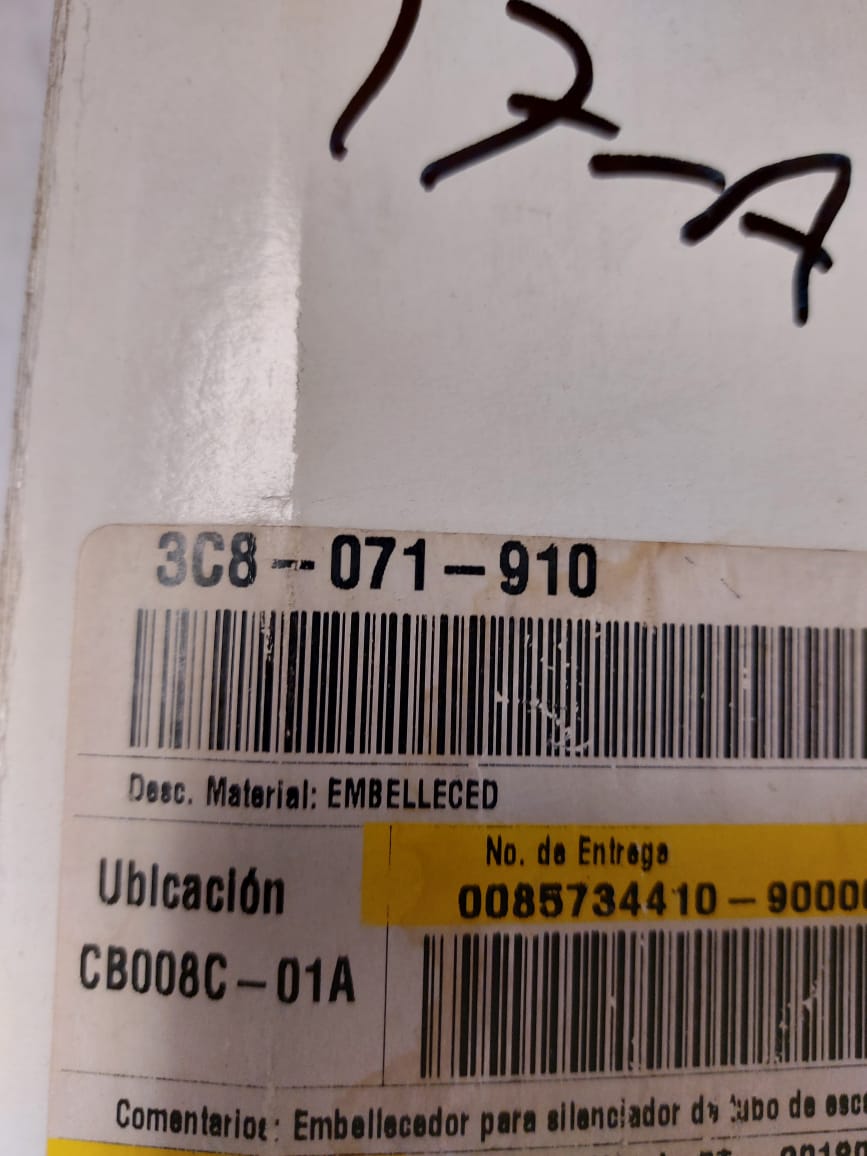 12-A
3C8-071-910
Desc. Material: EMBELLECED
No. de Entrega
Ubicación
0085734410-9000
CB008C-01A
Comentarios: Embellecedor para silenciador de tubo de esc